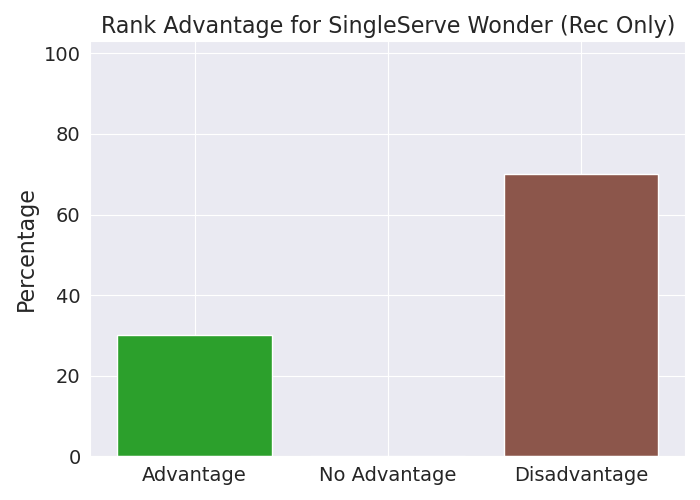 Rank Advantage for SingleServe Wonder (Rec Only)
100
80
60
40
20
0
Percentage
Advantage
No Advantage
Disadvantage